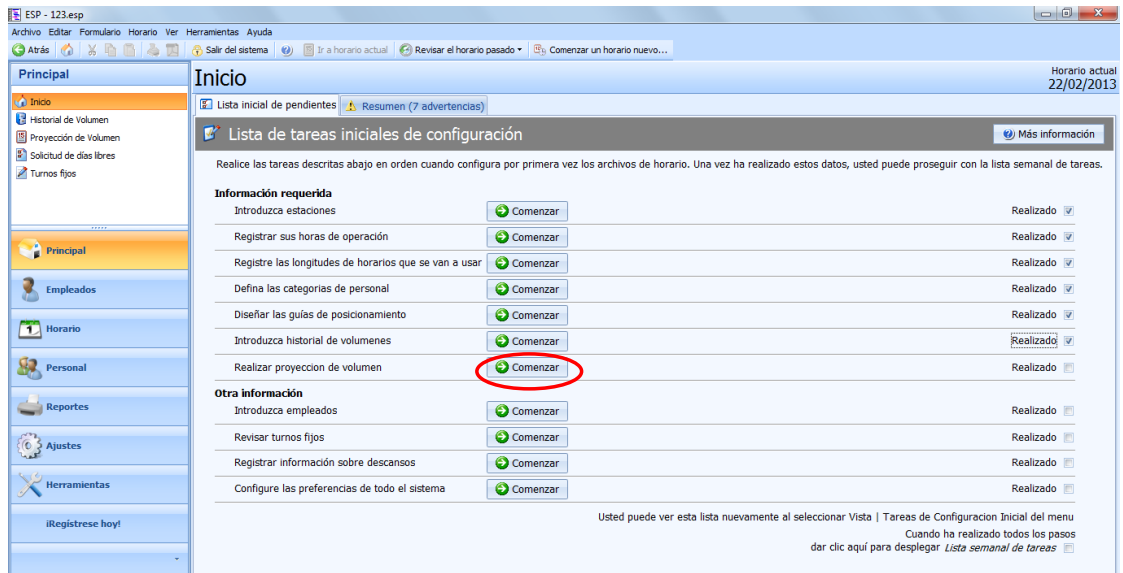 ESP - 123.esp
Archivo Editar Formulario Horario Ver Herramientas Ayuda
Atrás Salir del sistema Ir a horario actual Revisar el horario pasado Comenzar un horario nuevo...
Principal
Inicio
Historial de Volumen
Proyección de Volumen
Solicitud de días libres
Turnos fijos
Principal
Empleados
Horario
Personal
Reportes
Ajustes
Herramientas
¡Regístrese hoy!
Inicio
Horario actual
22/02/2013
Lista inicial de pendientes Resumen (7 advertencias)
Lista de tareas iniciales de configuración Más información
Realice las tareas descritas abajo en orden cuando configura por primera vez los archivos de horario. Una vez ha realizado estos datos, usted puede proseguir con la lista semanal de tareas.
Información requerida
Introduzca estaciones Comenzar Realizado
Registrar sus horas de operación Comenzar Realizado
Registre las longitudes de horarios que se van a usar Comenzar Realizado
Defina las categorias de personal Comenzar Realizado
Diseñar las guías de posicionamiento Comenzar Realizado
Introduzca historial de volumenes Comenzar Realizado
Realizar proyeccion de volumen Comenzar Realizado
Otra información
Introduzca empleados Comenzar Realizado
Revisar turnos fijos Comenzar Realizado
Registrar información sobre descansos Comenzar Realizado
Configure las preferencias de todo el sistema Comenzar Realizado
Usted puede ver esta lista nuevamente al seleccionar Vista | Tareas de Configuracion Inicial del menu
Cuando ha realizado todos los pasos
dar clic aquí para desplegar Lista semanal de tareas